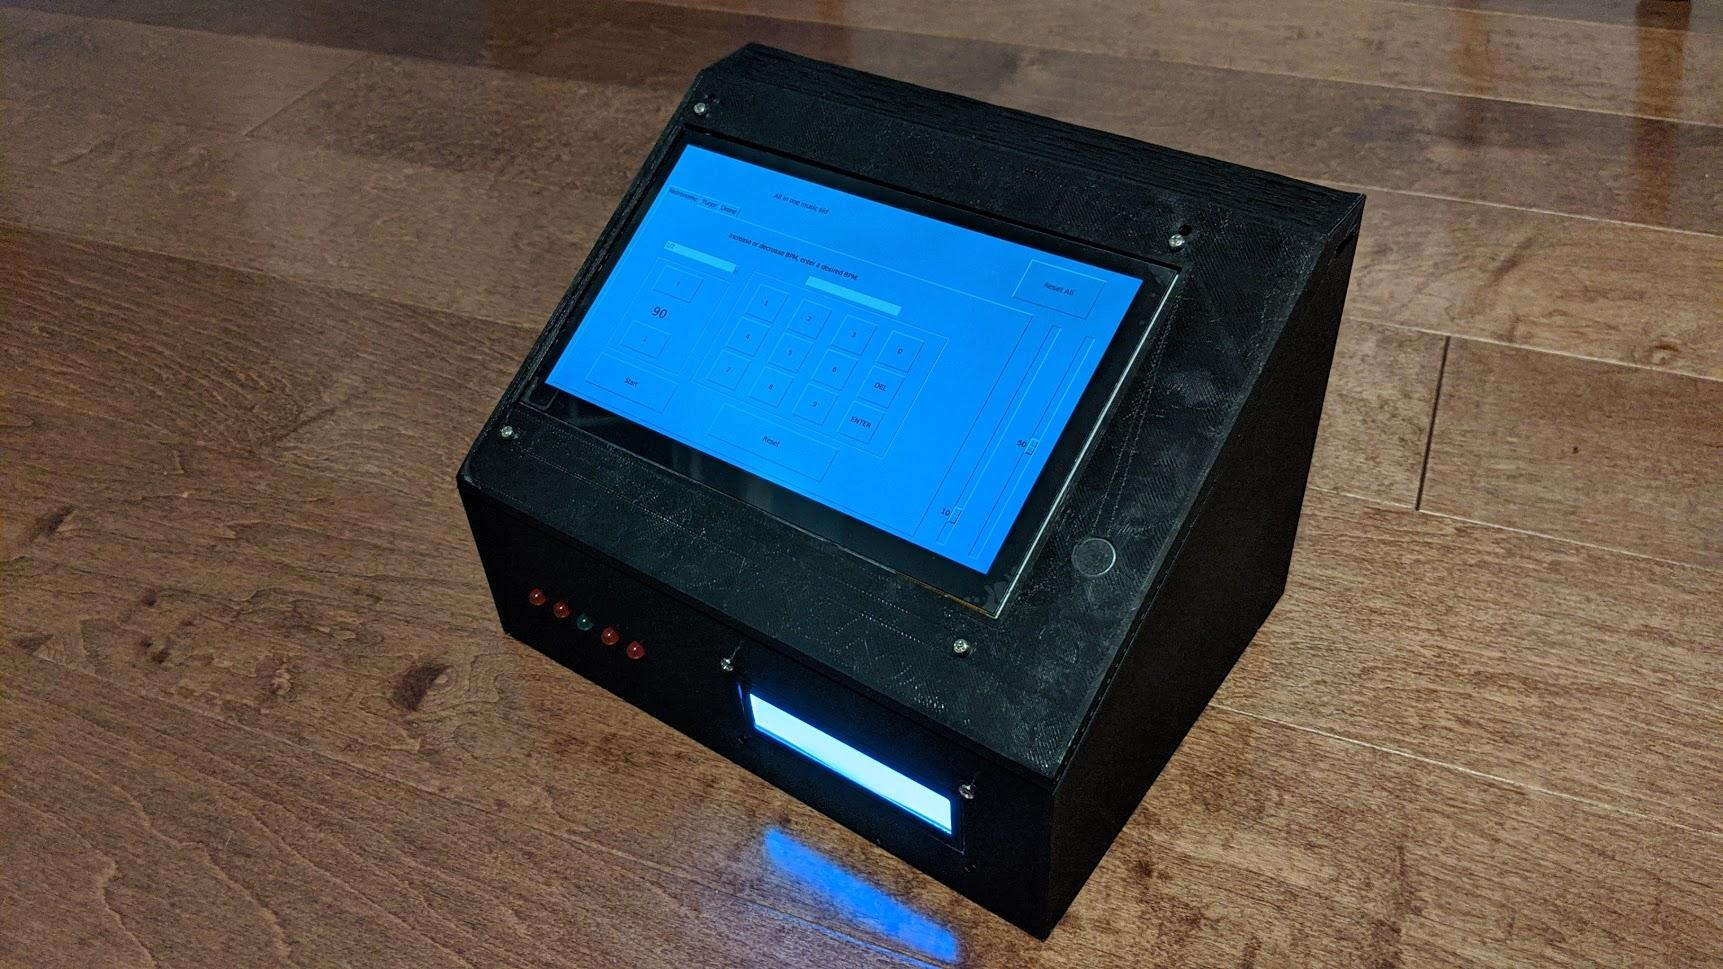 All in one music aid
Metronome Tuner Drone
Reset All
Increase or decrease BPM, enter a desired BPM:
↑
90
↓
Start
1 2 3 0
4 5 6 DEL
7 8 9 ENTER
Reset
50
10